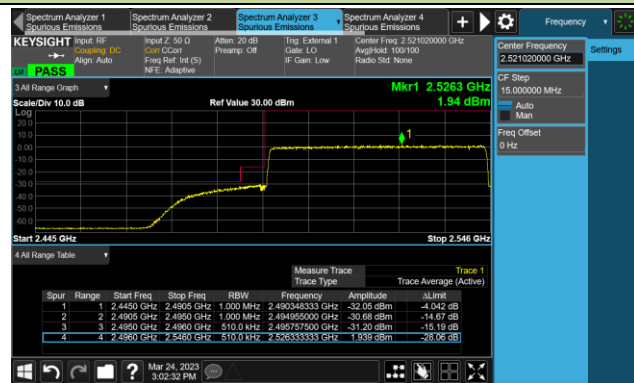 Spectrum Analyzer 1
Spurious Emissions
Spectrum Analyzer 2
Spurious Emissions
Spectrum Analyzer 3
Spurious Emissions
Spectrum Analyzer 4
Spurious Emissions
Frequency
KEYSIGHT
Input: RF
Coupling: DC
Align: Auto
Input Z: 50 Ω
Corr CCorr
Freq Ref: Int (S)
NFE: Adaptive
Atten: 20 dB
Preamp: Off
Trig: External 1
Gate: LO
IF Gain: Low
Center Freq: 2.521020000 GHz
Avg|Hold: 100/100
Radio Std: None
PASS
Center Frequency
2.521020000 GHz
Settings
CF Step
15.000000 MHz
Auto
Man
Freq Offset
0 Hz
3 All Range Graph
Mkr1 2.5263 GHz
Scale/Div 10.0 dB
Ref Value 30.00 dBm
1.94 dBm
Log
20.0
10.0
0.00
-10.0
-20.0
-30.0
-40.0
-50.0
-60.0
1
Start 2.445 GHz
Stop 2.546 GHz
4 All Range Table
Measure Trace Trace 1
Trace Type Trace Average (Active)
Spur Range Start Freq Stop Freq RBW Frequency Amplitude ΔLimit
1 1 2.4450 GHz 2.4905 GHz 1.000 MHz 2.490348333 GHz -32.05 dBm -4.042 dB
2 2 2.4905 GHz 2.4950 GHz 1.000 MHz 2.494955000 GHz -30.68 dBm -14.67 dB
3 3 2.4950 GHz 2.4960 GHz 510.0 kHz 2.495757500 GHz -31.20 dBm -15.19 dB
4 4 2.4960 GHz 2.5460 GHz 510.0 kHz 2.526333333 GHz 1.939 dBm -28.06 dB
Mar 24, 2023
3:02:32 PM